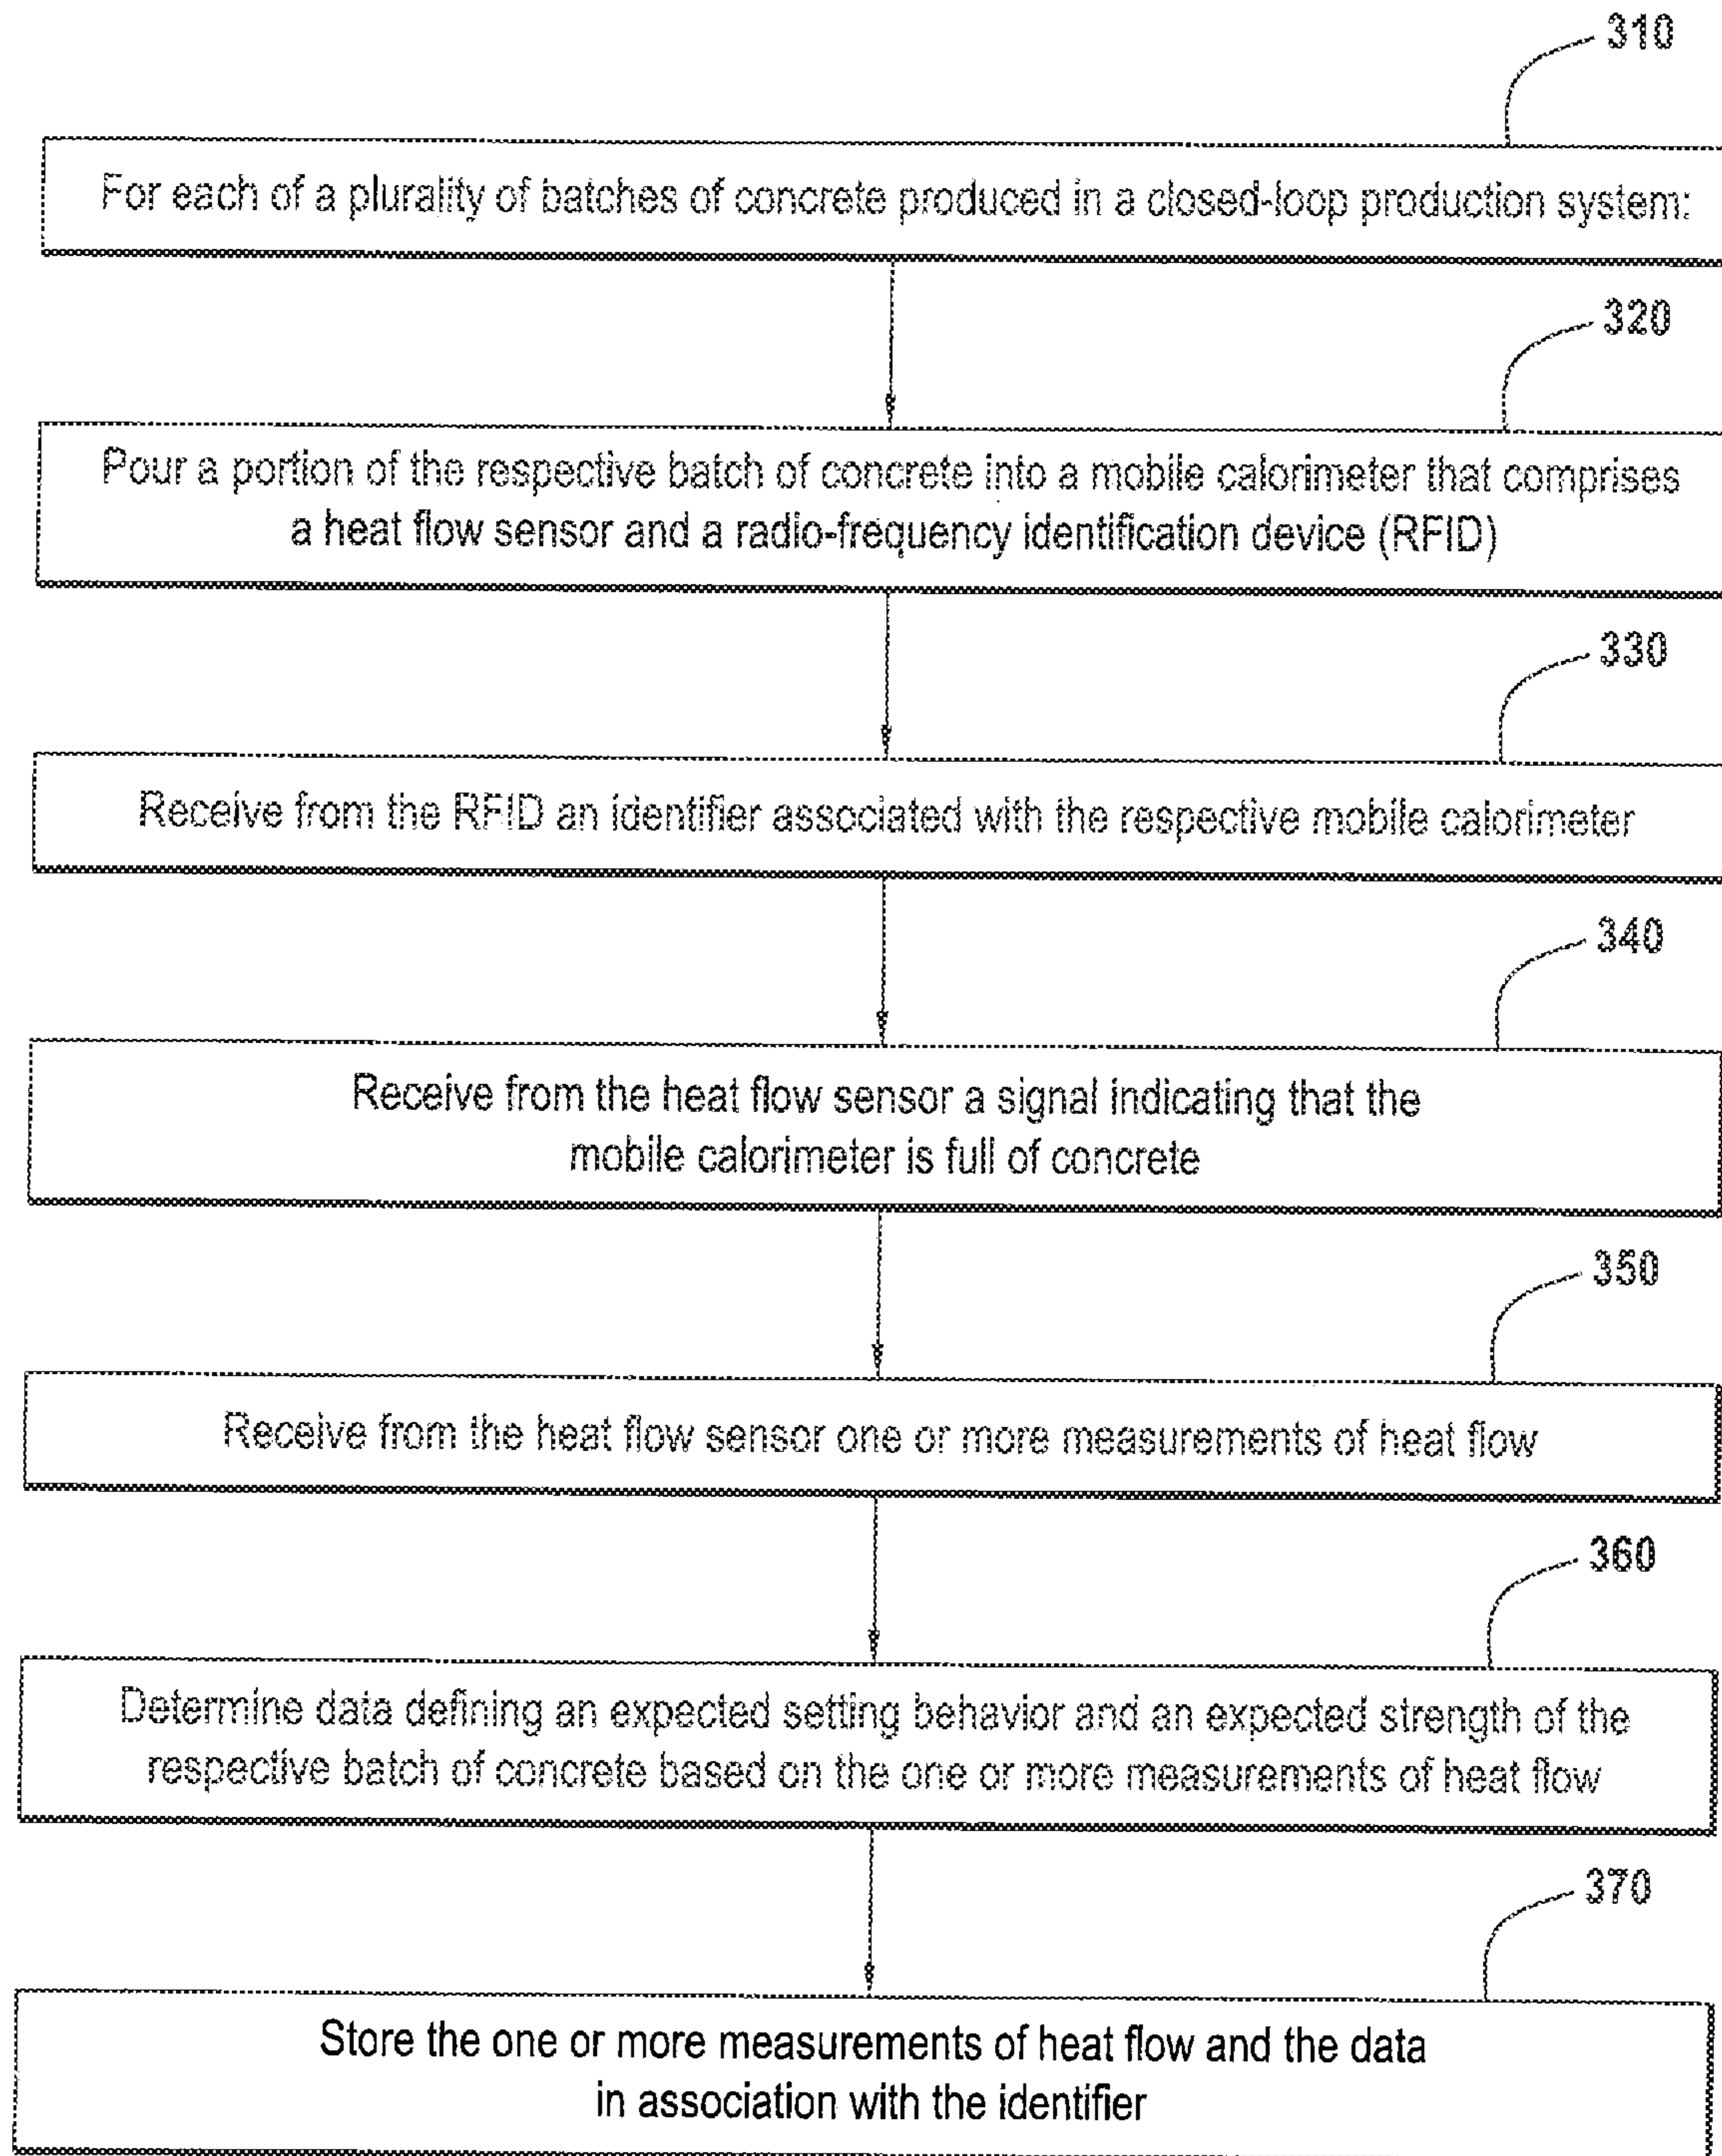 310
For each of a plurality of batches of concrete produced in a closed-loop production system:
320
Pour a portion of the respective batch of concrete into a mobile calorimeter that comprises
a heat flow sensor and a radio-frequency identification device (RFID)
330
Receive from the RFID an identifier associated with the respective mobile calorimeter
340
Receive from the heat flow sensor a signal indicating that the
mobile calorimeter is full of concrete
350
Receive from the heat flow sensor one or more measurements of heat flow
360
Determine data defining an expected setting behavior and an expected strength of the
respective batch of concrete based on the one or more measurements of heat flow
370
Store the one or more measurements of heat flow and the data
in association with the identifier